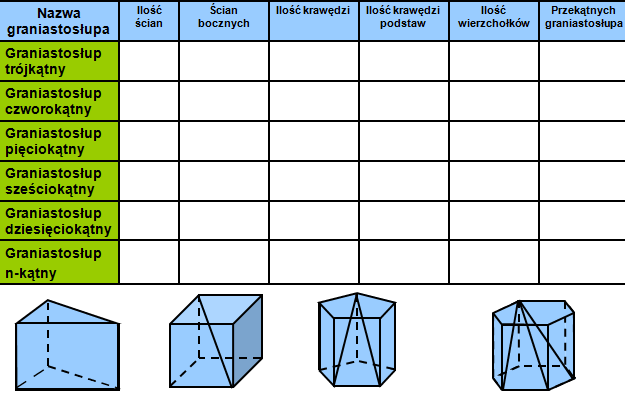 Nazwa
graniastosłupa
Ilość
ścian
Ścian
bocznych
Ilość krawędzi
Ilość krawędzi
podstaw
Ilość
wierzchołków
Przekątnych
graniastosłupa
Graniastosłup
trójkątny
Graniastosłup
czworokątny
Graniastosłup
pięciokątny
Graniastosłup
sześciokątny
Graniastosłup
dziesięciokątny
Graniastosłup
n-kątny